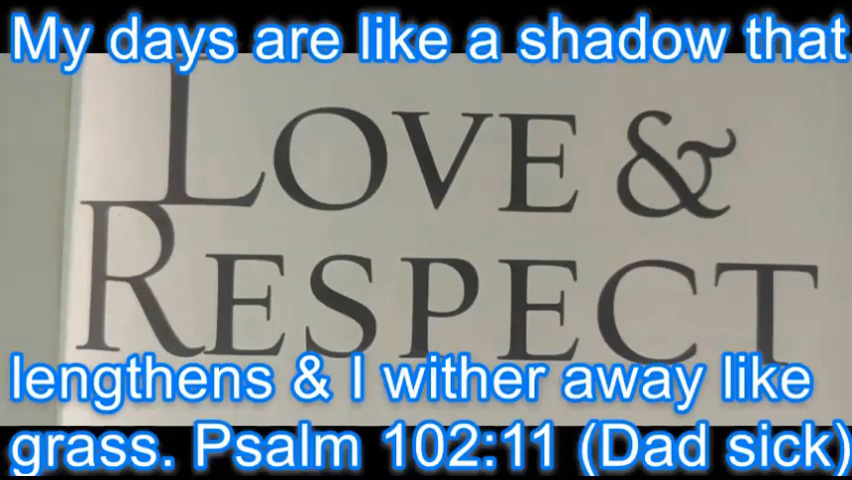 My days are like a shadow that
LOVE &
RESPECT
lengthens & I wither away like
grass. Psalm 102:11 (Dad sick)